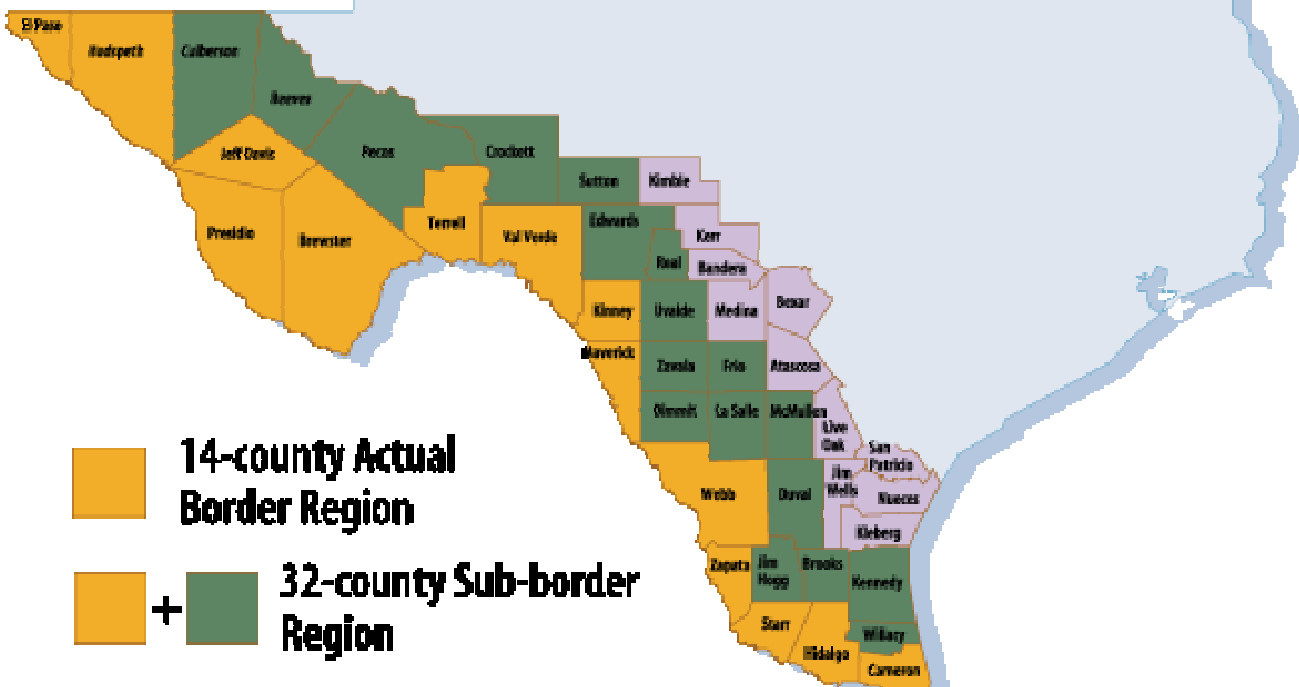 El Paso
Hudspeth
Culberson
Reeves
Jeff Davis
Pecos
Crockett
Sutton
Kimble
Presidio
Brewster
Terrell
Val Verde
Edwards
Kerr
Real
Bandera
Kinney
Uvalde
Medina
Bexar
Maverick
Zavala
Frio
Atascosa
Dimmit
La Salle
McMullen
Live
Oak
San
Patricio
14-county Actual
Border Region
Webb
Duval
Jim
Wells
Nueces
Kleberg
+
32-county Sub-border
Region
Zapata
Jim
Hogg
Brooks
Kennedy
Starr
Willacy
Hidalgo
Cameron